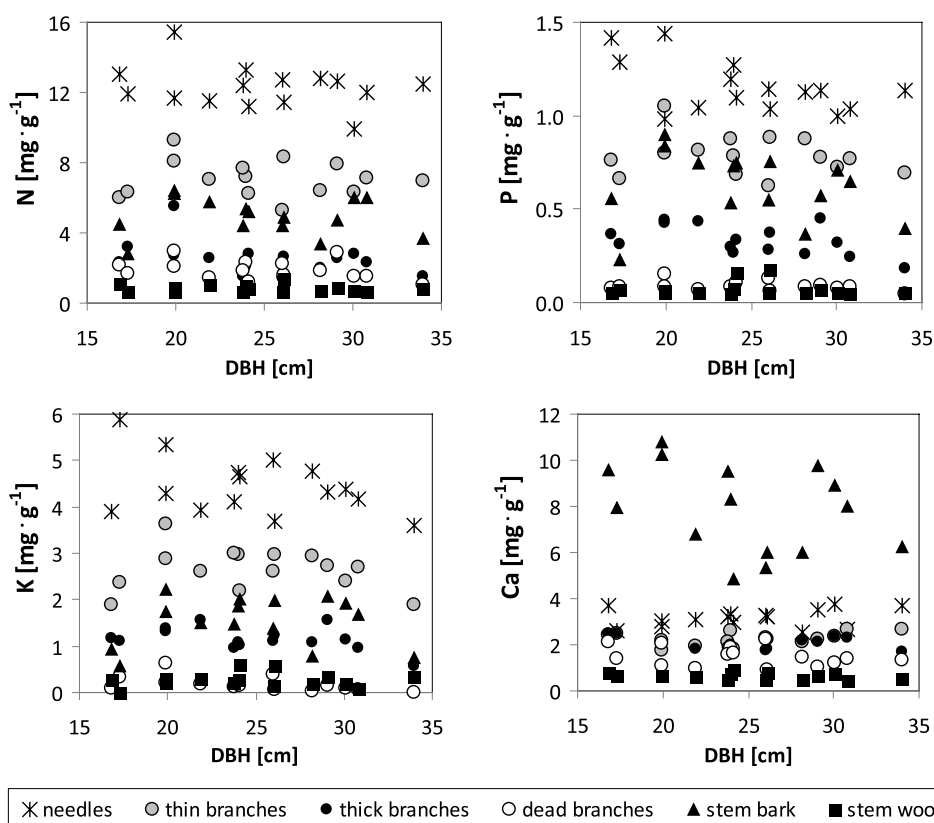 16
12
8
4
0
N [mg · g⁻¹]
15 20 25 30 35
DBH [cm]
1.5
1.0
0.5
0.0
P [mg · g⁻¹]
15 20 25 30 35
DBH [cm]
6
5
4
3
2
1
0
K [mg · g⁻¹]
15 20 25 30 35
DBH [cm]
12
10
8
6
4
2
0
Ca [mg · g⁻¹]
15 20 25 30 35
DBH [cm]
needles thin branches thick branches dead branches stem bark stem woo